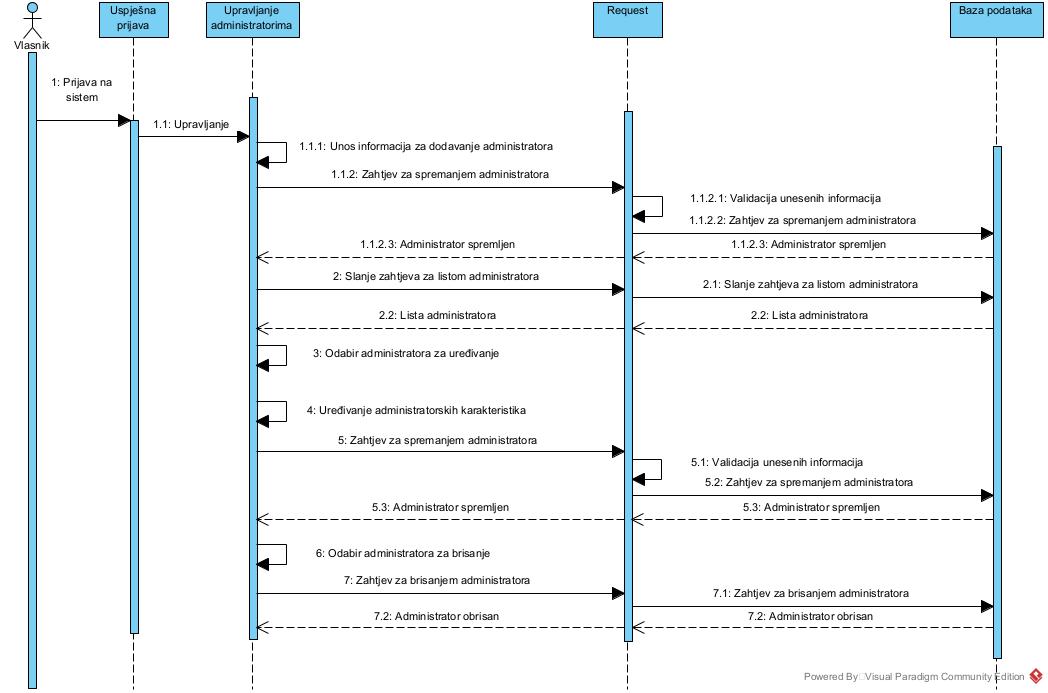 Vlasnik
Uspješna
prijava
Upravljanje
administratorima
Request
Baza podataka
1: Prijava na
sistem
1.1: Upravljanje
1.1.1: Unos informacija za dodavanje administratora
1.1.2: Zahtjev za spremanjem administratora
1.1.2.1: Validacija unesenih informacija
1.1.2.2: Zahtjev za spremanjem administratora
1.1.2.3: Administrator spremljen
1.1.2.3: Administrator spremljen
2: Slanje zahtjeva za listom administratora
2.1: Slanje zahtjeva za listom administratora
2.2: Lista administratora
2.2: Lista administratora
3: Odabir administratora za uređivanje
4: Uređivanje administratorskih karakteristika
5: Zahtjev za spremanjem administratora
5.1: Validacija unesenih informacija
5.2: Zahtjev za spremanjem administratora
5.3: Administrator spremljen
5.3: Administrator spremljen
6: Odabir administratora za brisanje
7: Zahtjev za brisanjem administratora
7.1: Zahtjev za brisanjem administratora
7.2: Administrator obrisan
7.2: Administrator obrisan
Powered By Visual Paradigm Community Edition